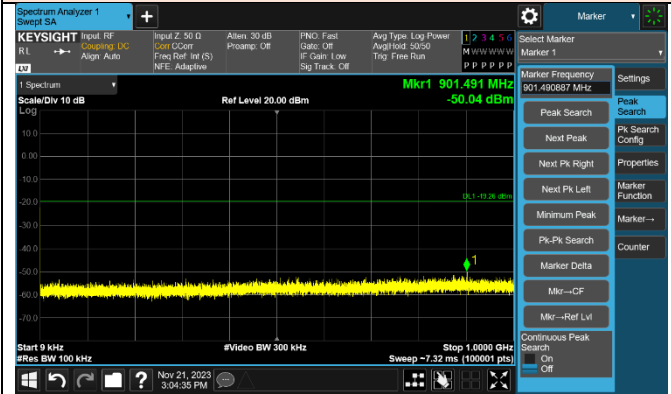 Spectrum Analyzer 1
Swept SA
+
Marker
KEYSIGHT
RL
LXI
Input: RF
Coupling: DC
Align: Auto
Input Z: 50 Ω
Corr CCorr
Freq Ref: Int (S)
NFE: Adaptive
Atten: 30 dB
Preamp: Off
PNO: Fast
Gate: Off
IF Gain: Low
Sig Track: Off
Avg Type: Log-Power
Avg|Hold: 50/50
Trig: Free Run
1 2 3 4 5 6
M W W W W W
P P P P P P
Select Marker
Marker 1
1 Spectrum
Scale/Div 10 dB
Log
Ref Level 20.00 dBm
Mkr1 901.491 MHz
-50.04 dBm
10.0
0.00
-10.0
-20.0
-30.0
-40.0
-60.0
-70.0
DL1 -19.26 dBm
1
Start 9 kHz
#Res BW 100 kHz
#Video BW 300 kHz
Stop 1.0000 GHz
Sweep ~7.32 ms (100001 pts)
Marker Frequency
901.490887 MHz
Peak Search
Next Peak
Next Pk Right
Next Pk Left
Minimum Peak
Pk-Pk Search
Marker Delta
Mkr→CF
Mkr→Ref Lvl
Continuous Peak
Search
On
Off
Settings
Peak
Search
Pk Search
Config
Properties
Marker
Function
Marker→
Counter
?
Nov 21, 2023
3:04:35 PM